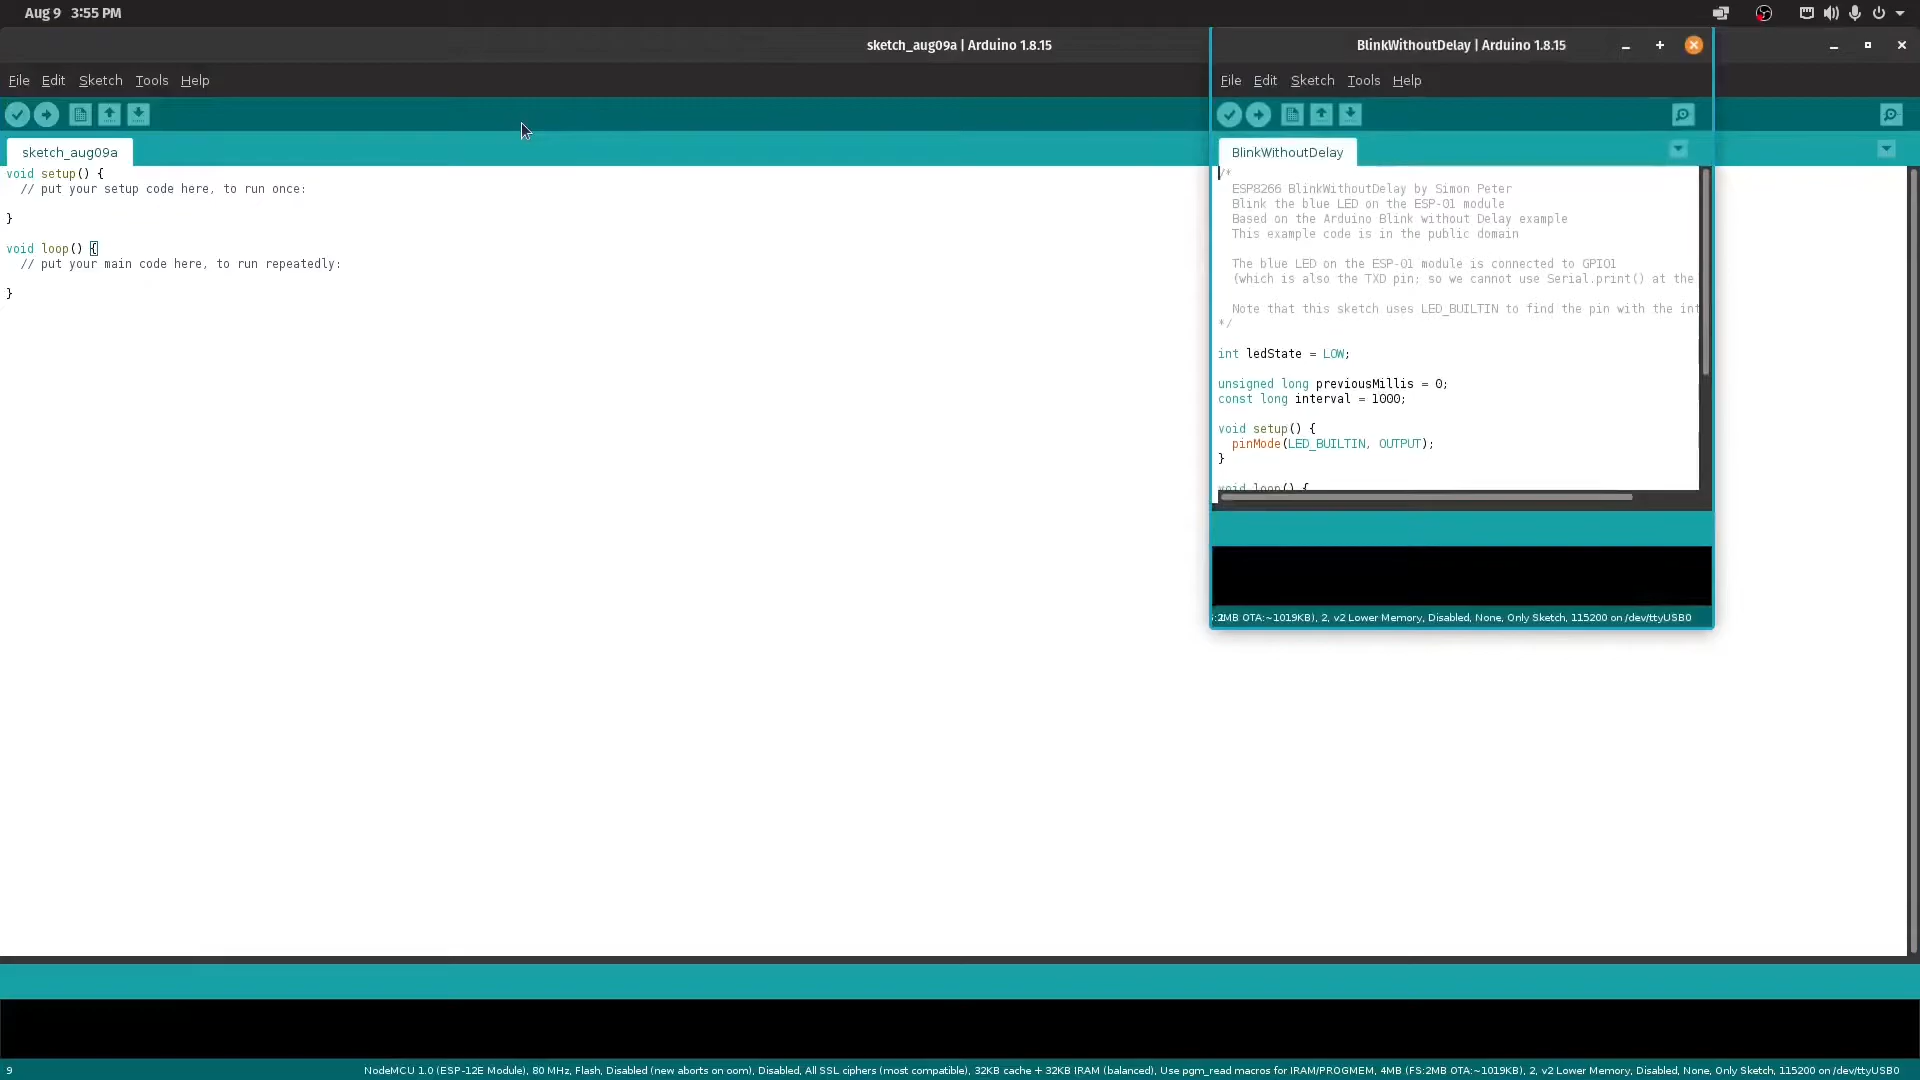 Aug 9 3:55 PM
sketch_aug09a | Arduino 1.8.15
File Edit Sketch Tools Help
sketch_aug09a
void setup() {
// put your setup code here, to run once:
}
void loop() {
// put your main code here, to run repeatedly:
}
9
NodeMCU 1.0 (ESP-12E Module), 80 MHz, Flash, Disabled (new aborts on oom), Disabled, All SSL ciphers (most compatible), 32KB cache + 32KB IRAM (balanced), Use pgm_read macros for IRAM/PROGMEM, 4MB (FS:2MB OTA:~1019KB), 2, v2 Lower Memory, Disabled, None, Only Sketch, 115200 on /dev/ttyUSB0
BlinkWithoutDelay | Arduino 1.8.15
File Edit Sketch Tools Help
BlinkWithoutDelay
/*
ESP8266 BlinkWithoutDelay by Simon Peter
Blink the blue LED on the ESP-01 module
Based on the Arduino Blink without Delay example
This example code is in the public domain
The blue LED on the ESP-01 module is connected to GPIO1
(which is also the TXD pin; so we cannot use Serial.print() at the
Note that this sketch uses LED_BUILTIN to find the pin with the int
*/
int ledState = LOW;
unsigned long previousMillis = 0;
const long interval = 1000;
void setup() {
pinMode(LED_BUILTIN, OUTPUT);
}
void loop() {
:2MB OTA:~1019KB), 2, v2 Lower Memory, Disabled, None, Only Sketch, 115200 on /dev/ttyUSB0